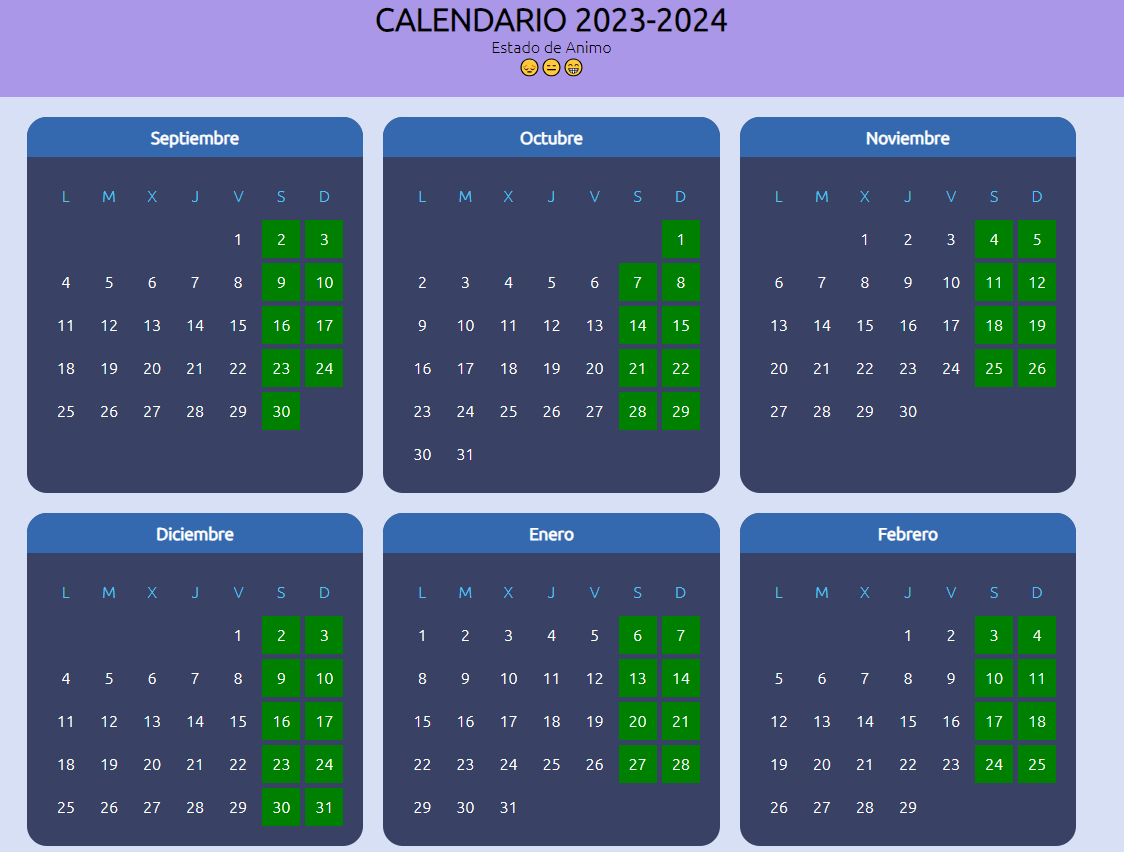 CALENDARIO 2023-2024
Estado de Animo
Septiembre
L M X J V S D
1 2 3
4 5 6 7 8 9 10
11 12 13 14 15 16 17
18 19 20 21 22 23 24
25 26 27 28 29 30
Octubre
L M X J V S D
1
2 3 4 5 6 7 8
9 10 11 12 13 14 15
16 17 18 19 20 21 22
23 24 25 26 27 28 29
30 31
Noviembre
L M X J V S D
1 2 3 4 5
6 7 8 9 10 11 12
13 14 15 16 17 18 19
20 21 22 23 24 25 26
27 28 29 30
Diciembre
L M X J V S D
1 2 3
4 5 6 7 8 9 10
11 12 13 14 15 16 17
18 19 20 21 22 23 24
25 26 27 28 29 30 31
Enero
L M X J V S D
1 2 3 4 5 6 7
8 9 10 11 12 13 14
15 16 17 18 19 20 21
22 23 24 25 26 27 28
29 30 31
Febrero
L M X J V S D
1 2 3 4
5 6 7 8 9 10 11
12 13 14 15 16 17 18
19 20 21 22 23 24 25
26 27 28 29